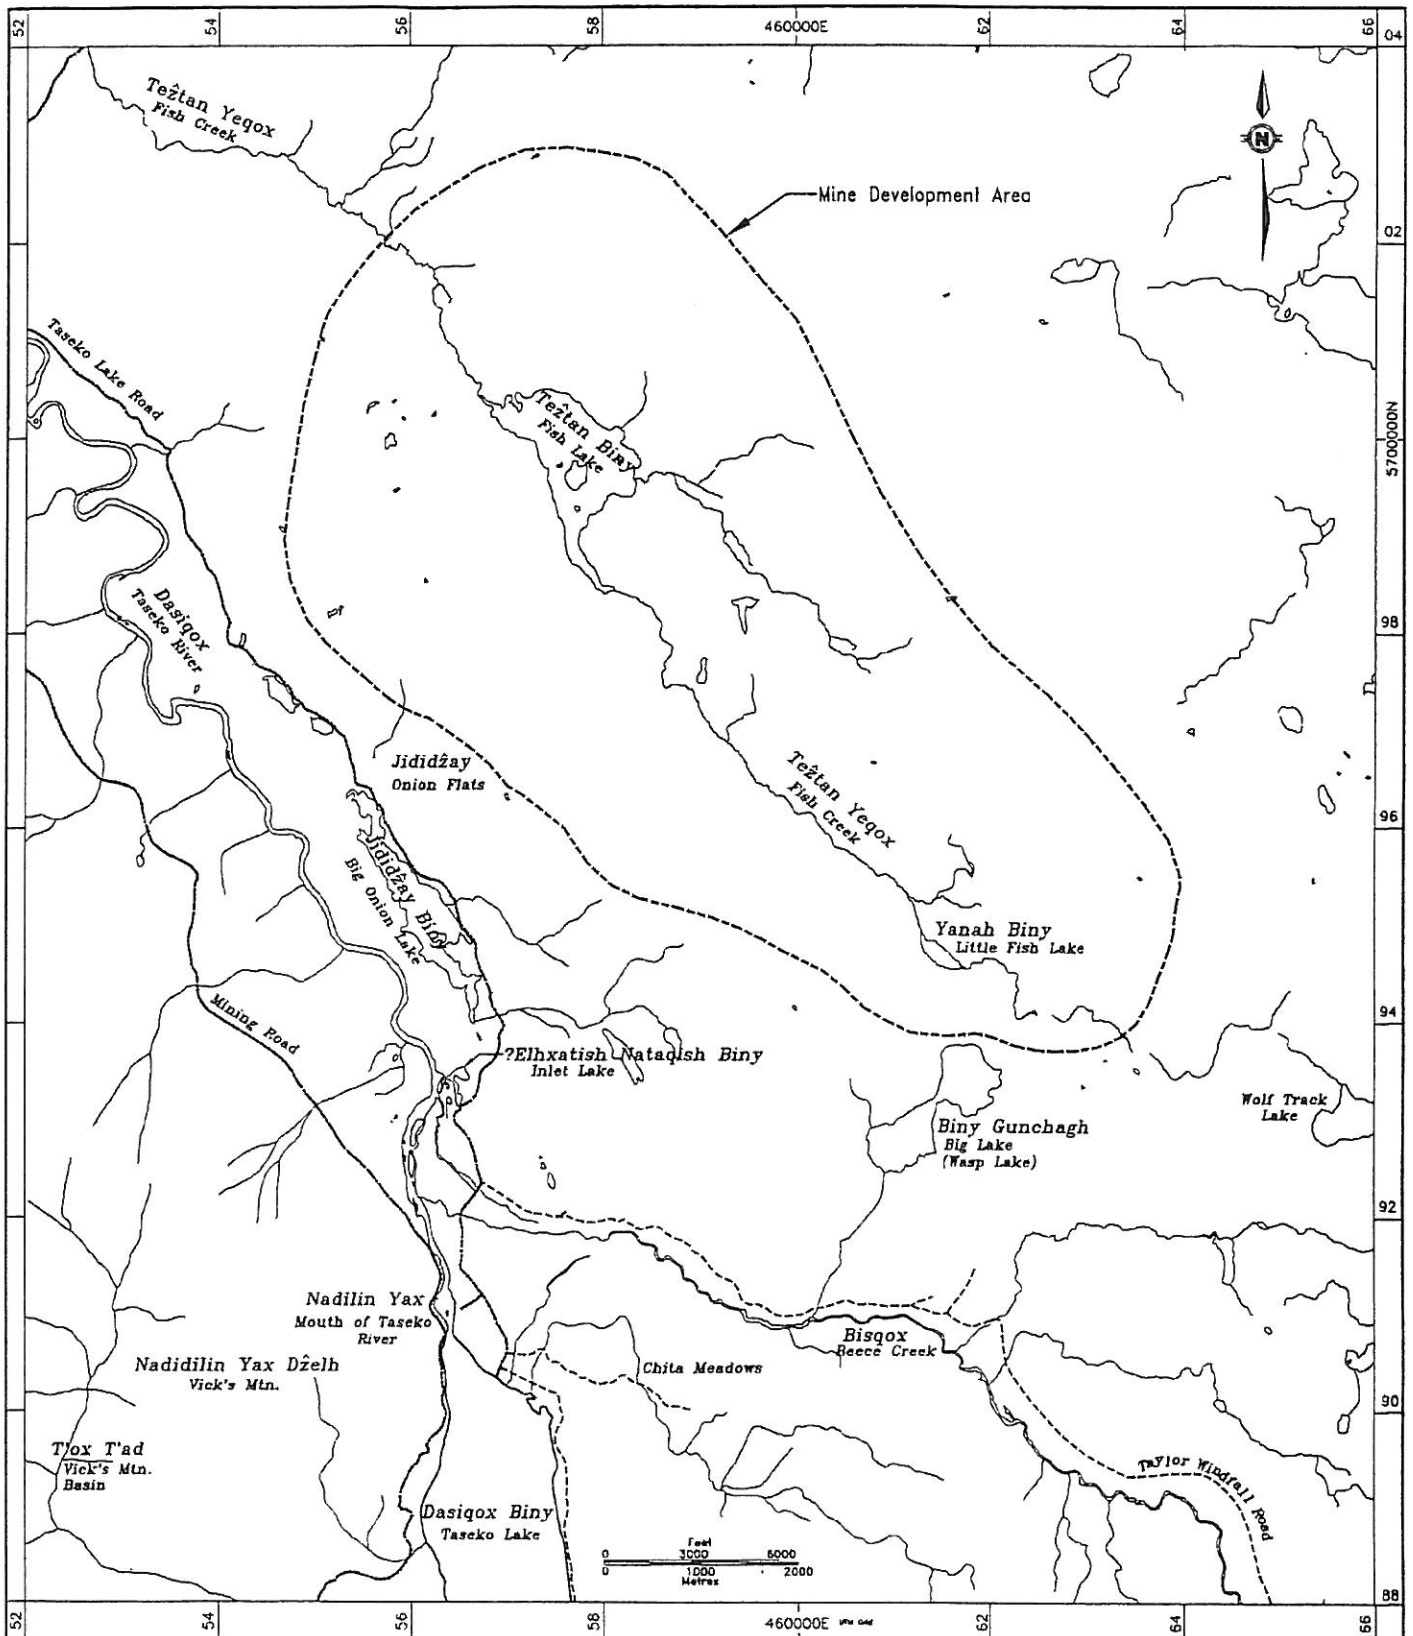 52
54
56
58
460000E
62
64
66
04
Teẑtan Yeqox
Fish Creek
N
Mine Development Area
02
Taseko Lake Road
Teẑtan Biny
Fish Lake
5700000N
Dasiqox
Taseko River
98
Jididẑay
Onion Flats
Teẑtan Yeqox
Fish Creek
96
Jididẑay Biny
Big Onion Lake
Yanah Biny
Little Fish Lake
Mining Road
94
?Elhxatish Nataqish Biny
Inlet Lake
Wolf Track
Lake
Biny Gunchagh
Big Lake
(Wasp Lake)
92
Nadilin Yax
Mouth of Taseko
River
Bisqox
Beece Creek
Nadidilin Yax Dẑelh
Vick's Mtn.
Chita Meadows
90
T'ox T'ad
Vick's Mtn.
Basin
Taylor Windfall Road
Dasiqox Biny
Taseko Lake
Feet
0 3000 6000
0 1000 2000
Metres
88
52
54
56
58
460000E UTM Grid
62
64
66